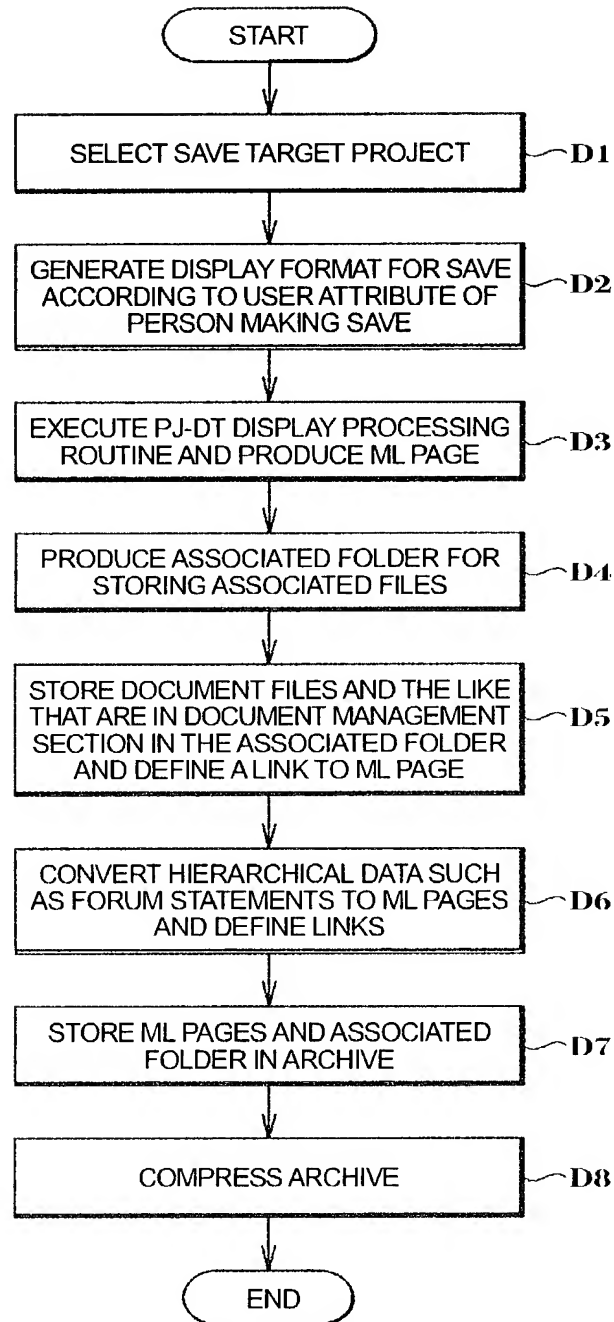 START
SELECT SAVE TARGET PROJECT
D1
GENERATE DISPLAY FORMAT FOR SAVE
ACCORDING TO USER ATTRIBUTE OF
PERSON MAKING SAVE
D2
EXECUTE PJ-DT DISPLAY PROCESSING
ROUTINE AND PRODUCE ML PAGE
D3
PRODUCE ASSOCIATED FOLDER FOR
STORING ASSOCIATED FILES
D4
STORE DOCUMENT FILES AND THE LIKE
THAT ARE IN DOCUMENT MANAGEMENT
SECTION IN THE ASSOCIATED FOLDER
AND DEFINE A LINK TO ML PAGE
D5
CONVERT HIERARCHICAL DATA SUCH
AS FORUM STATEMENTS TO ML PAGES
AND DEFINE LINKS
D6
STORE ML PAGES AND ASSOCIATED
FOLDER IN ARCHIVE
D7
COMPRESS ARCHIVE
D8
END